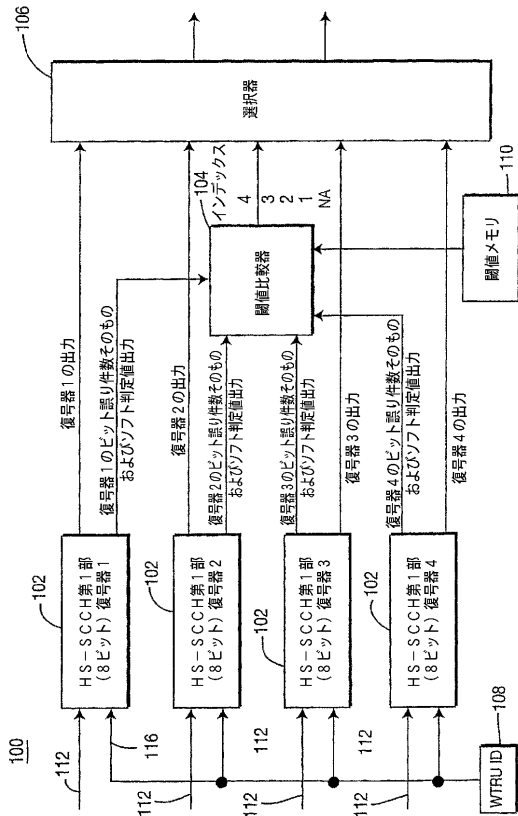 100
112
116
102
HS-SCCH第1部
(8ビット) 復号器1
復号器1の出力
復号器1のビット誤り件数そのもの
およびソフト判定値出力
112
102
HS-SCCH第1部
(8ビット) 復号器2
復号器2の出力
復号器2のビット誤り件数そのもの
およびソフト判定値出力
112
112
102
HS-SCCH第1部
(8ビット) 復号器3
復号器3のビット誤り件数そのもの
およびソフト判定値出力
復号器3の出力
112
112
102
HS-SCCH第1部
(8ビット) 復号器4
復号器4のビット誤り件数そのもの
およびソフト判定値出力
復号器4の出力
WTRU ID
108
104
閾値比較器
インデックス
4
3
2
1
NA
閾値メモリ
110
選択器
106